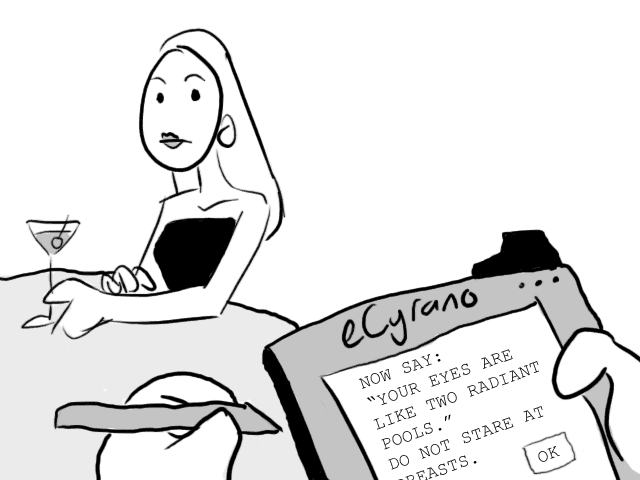 eCyrano
NOW SAY:
"YOUR EYES ARE
LIKE TWO RADIANT
POOLS."
DO NOT STARE AT
BREASTS.
OK